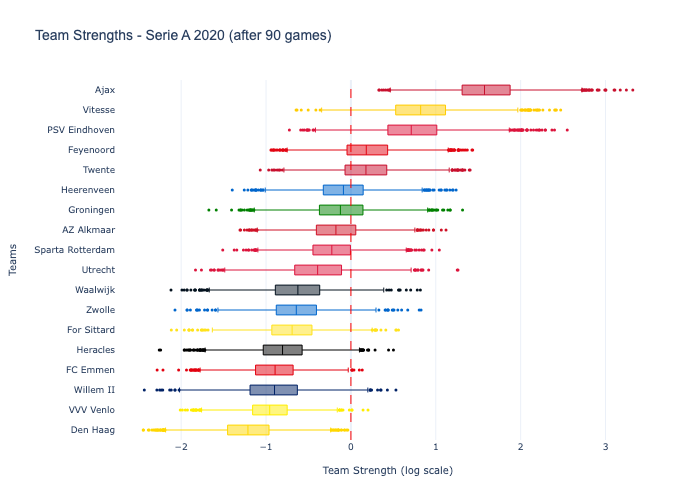 Team Strengths - Serie A 2020 (after 90 games)
Ajax
Vitesse
PSV Eindhoven
Feyenoord
Twente
Heerenveen
Groningen
AZ Alkmaar
Sparta Rotterdam
Utrecht
Waalwijk
Zwolle
For Sittard
Heracles
FC Emmen
Willem II
VVV Venlo
Den Haag
Teams
−2 −1 0 1 2 3
Team Strength (log scale)